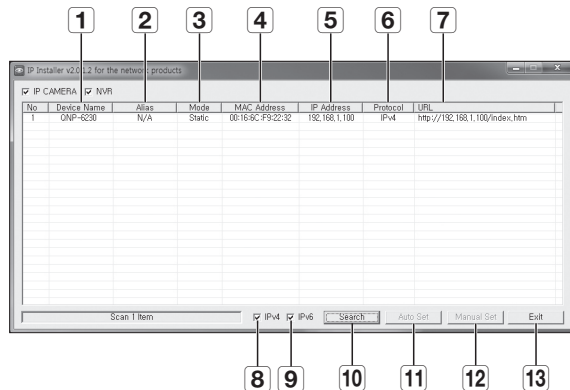 1 2 3 4 5 6 7
IP Installer v2.0.1.2 for the network products
IP CAMERA NVR
No Device Name Alias Mode MAC Address IP Address Protocol URL
1 QNP-6230 N/A Static 00:16:6C:F9:22:32 192,168,1,100 IPv4 http://192,168,1,100/index,htm
Scan 1 Item IPv4 IPv6 Search Auto Set Manual Set Exit
8 9 10 11 12 13